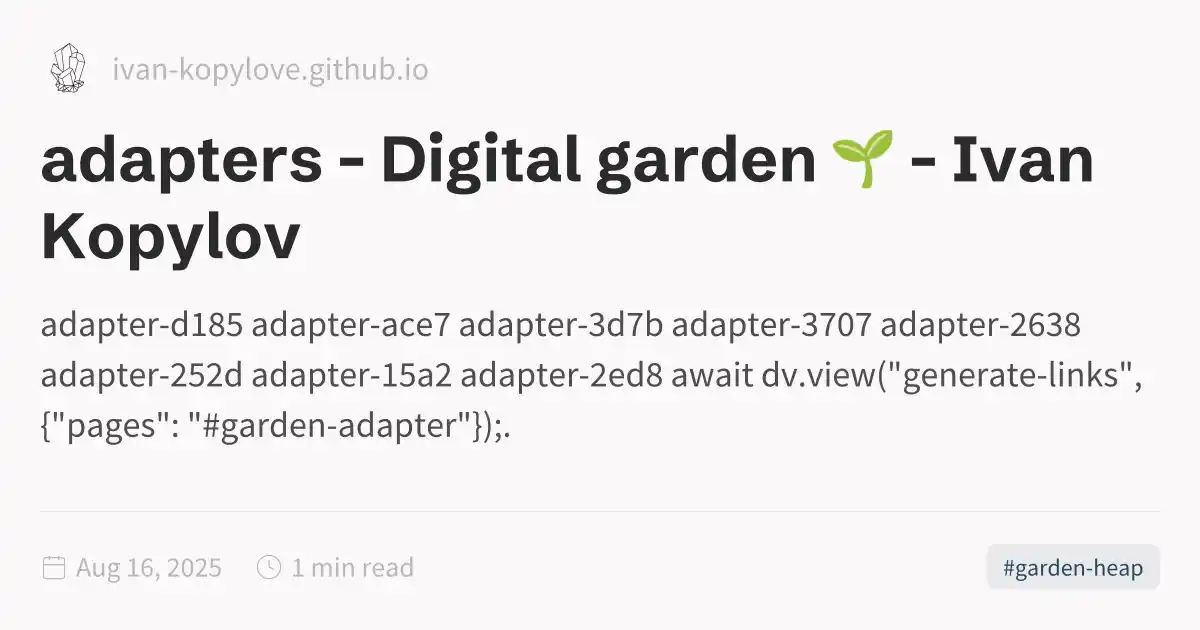 ivan-kopylove.github.io
adapters - Digital garden 🌱 - Ivan
Kopylov
adapter-d185 adapter-ace7 adapter-3d7b adapter-3707 adapter-2638
adapter-252d adapter-15a2 adapter-2ed8 await dv.view("generate-links",
{"pages": "#garden-adapter"});.
Aug 16, 2025 1 min read #garden-heap